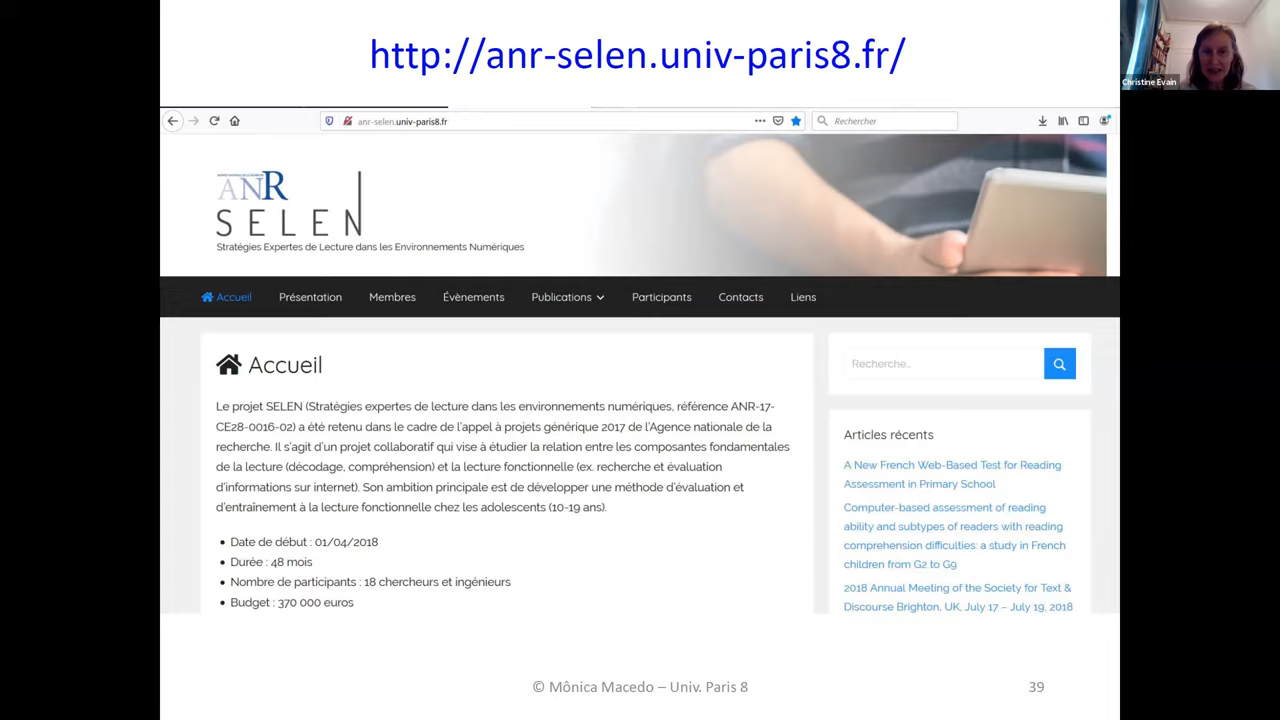 http://anr-selen.univ-paris8.fr/
Christine Evain
anr-selen.univ-paris8.fr
Rechercher
ANR
SELEN
Stratégies Expertes de Lecture dans les Environnements Numériques
Accueil
Présentation
Membres
Évènements
Publications
Participants
Contacts
Liens
Accueil
Le projet SELEN (Stratégies expertes de lecture dans les environnements numériques, référence ANR-17-
CE28-0016-02) a été retenu dans le cadre de l'appel à projets générique 2017 de l'Agence nationale de la
recherche. Il s'agit d'un projet collaboratif qui vise à étudier la relation entre les composantes fondamentales
de la lecture (décodage, compréhension) et la lecture fonctionnelle (ex. recherche et évaluation
d'informations sur internet). Son ambition principale est de développer une méthode d'évaluation et
d'entraînement à la lecture fonctionnelle chez les adolescents (10-19 ans).
• Date de début : 01/04/2018
• Durée : 48 mois
• Nombre de participants : 18 chercheurs et ingénieurs
• Budget : 370 000 euros
Recherche...
Articles récents
A New French Web-Based Test for Reading
Assessment in Primary School
Computer-based assessment of reading
ability and subtypes of readers with reading
comprehension difficulties: a study in French
children from G2 to G9
2018 Annual Meeting of the Society for Text &
Discourse Brighton, UK, July 17 – July 19, 2018
© Mônica Macedo – Univ. Paris 8
39